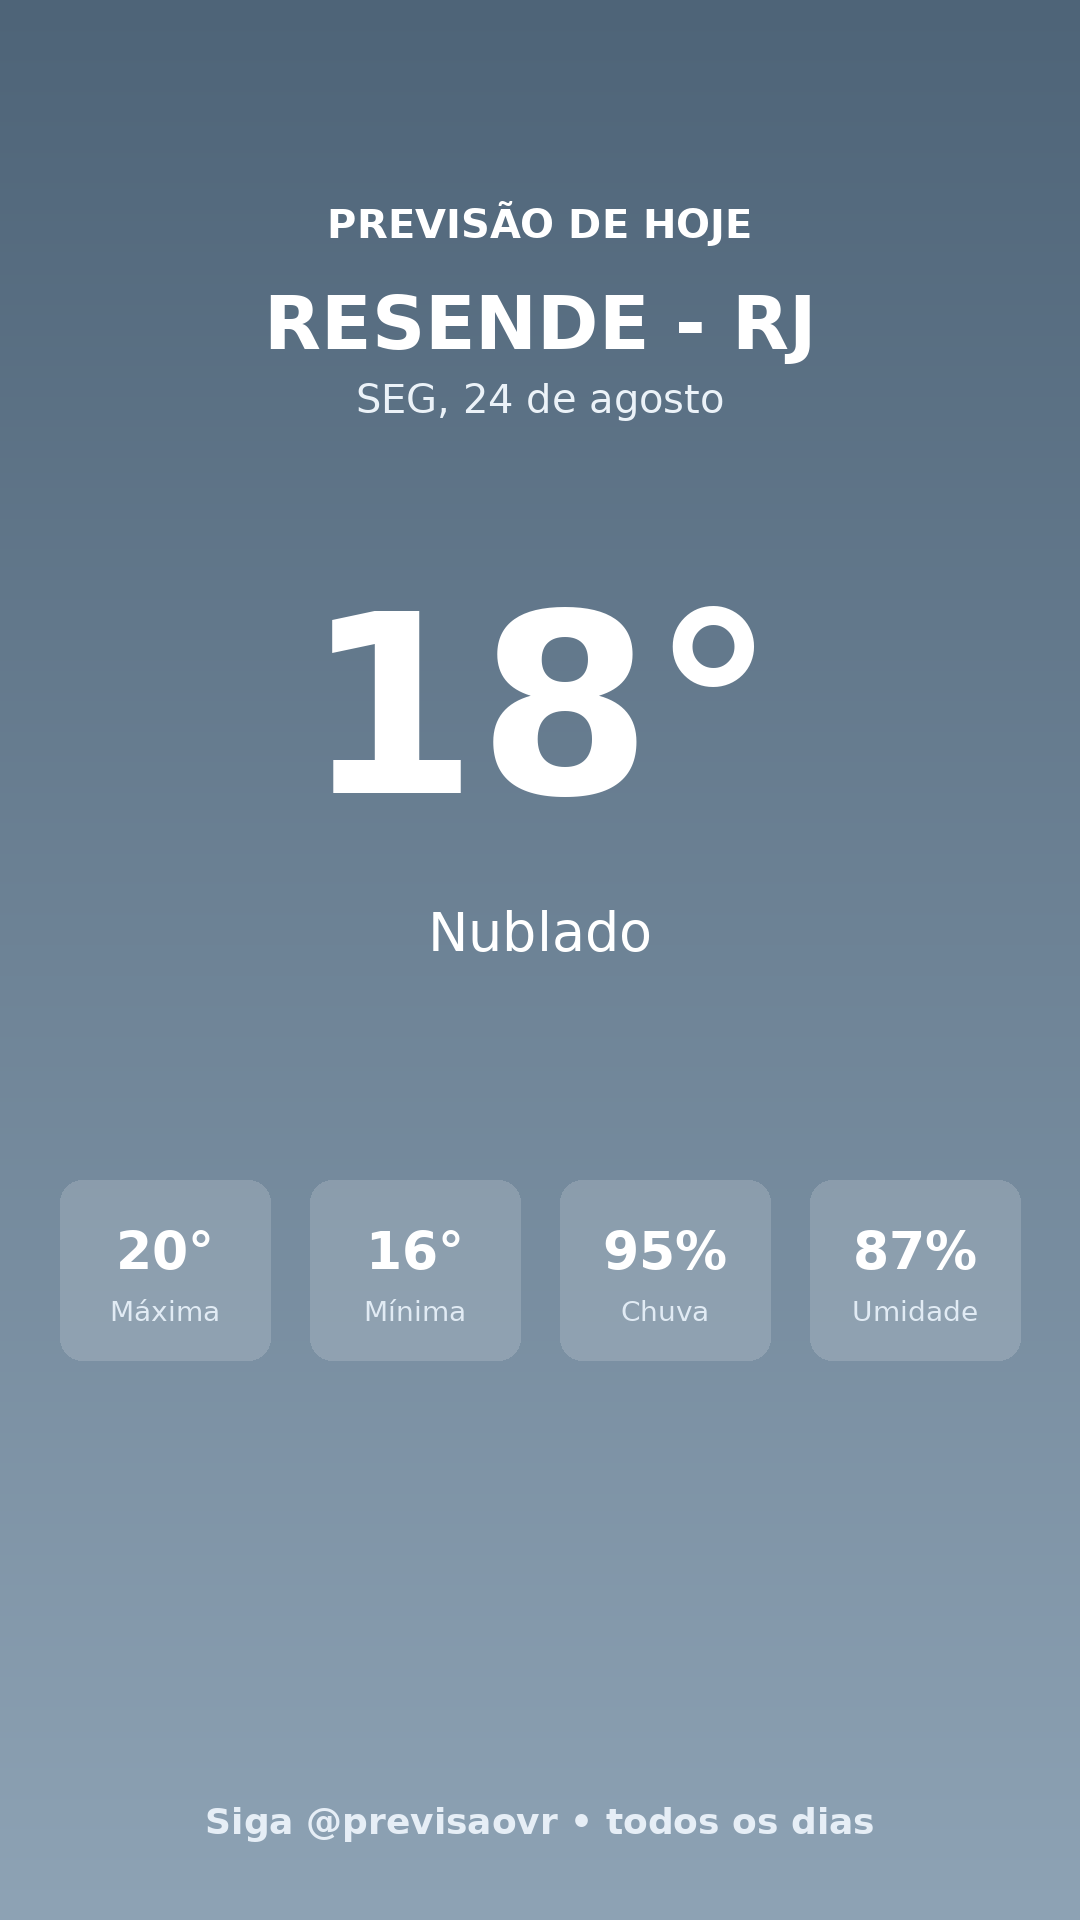 PREVISÃO DE HOJE
RESENDE - RJ
SEG, 24 de agosto
18°
Nublado
20° 16° 95% 87%
Máxima Mínima Chuva Umidade
Siga @previsaovr • todos os dias